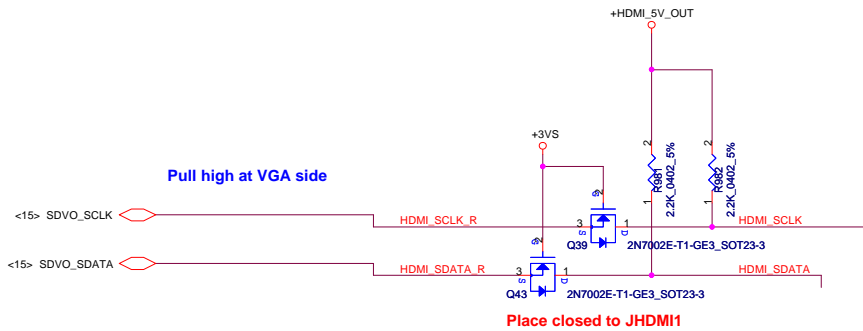 +HDMI_5V_OUT
+3VS
2
2
R981
2.2K_0402_5%
R982
2.2K_0402_5%
1
1
Pull high at VGA side
<15> SDVO_SCLK
HDMI_SCLK_R
3
S
2
G
1
D
HDMI_SCLK
Q39
2N7002E-T1-GE3_SOT23-3
<15> SDVO_SDATA
HDMI_SDATA_R
3
S
2
G
1
D
HDMI_SDATA
Q43
2N7002E-T1-GE3_SOT23-3
Place closed to JHDMI1